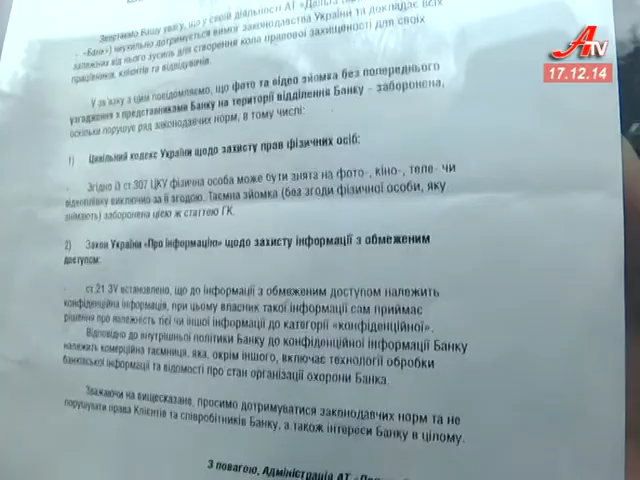 Звертаємо Вашу увагу, що у своїй діяльності АТ «Дельта
- «Банк») неухильно дотримується вимог законодавства України та докладає всіх
залежних від нього зусиль для створення кола правової захищеності для своїх
працівників, клієнтів та відвідувачів.
У зв'язку з цим повідомляємо, що фото та відео зйомка без попереднього
узгодження з представниками Банку на території відділення Банку - заборонена,
оскільки порушує ряд законодавчих норм, в тому числі:
1) Цивільний кодекс України щодо захисту прав фізичних осіб:
- Згідно із ст.307 ЦКУ фізична особа може бути знята на фото-, кіно-, теле- чи
відеоплівку виключно за її згодою. Таємна зйомка (без згоди фізичної особи, яку
знімають) заборонена цією ж статтею ГК.
2) Закон України «Про інформацію» щодо захисту інформації з обмеженим
доступом:
- ст.21 ЗУ встановлено, що до інформації з обмеженим доступом належить
конфіденційна інформація, при цьому власник такої інформації сам приймає
рішення про належність тієї чи іншої інформації до категорії «конфіденційної».
Відповідно до внутрішньої політики Банку до конфіденційної інформації Банку
належить комерційна таємниця, яка, окрім іншого, включає технології обробки
банківської інформації та відомості про стан організації охорони Банка.
Зважаючи на вищесказане, просимо дотримуватися законодавчих норм та не
порушувати права Клієнтів та співробітників Банку, а також інтереси Банку в цілому.
З повагою, Адміністрація АТ
ATV
17.12.14